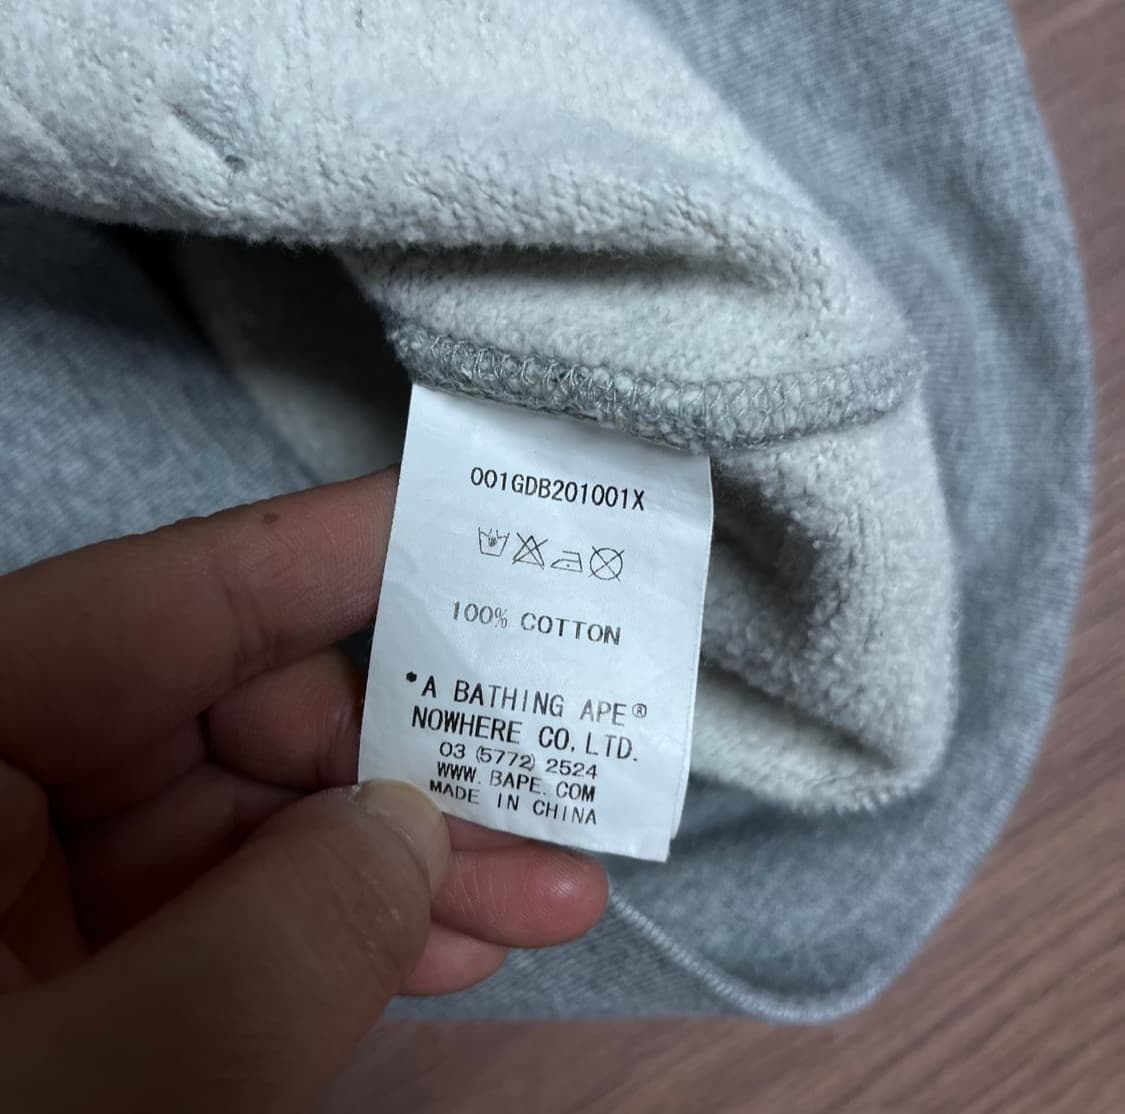 001GDB201001X
100% COTTON
*A BATHING APE®
NOWHERE CO, LTD.
03 (5772) 2524
WWW. BAPE. COM
MADE IN CHINA